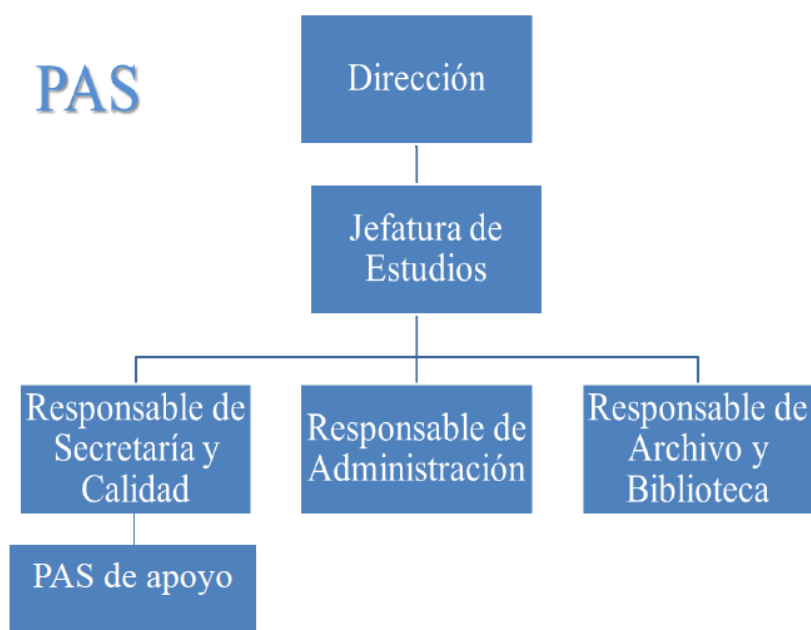 PAS
Dirección
Jefatura de
Estudios
Responsable de
Secretaría y
Calidad
Responsable de
Administración
Responsable de
Archivo y
Biblioteca
PAS de apoyo